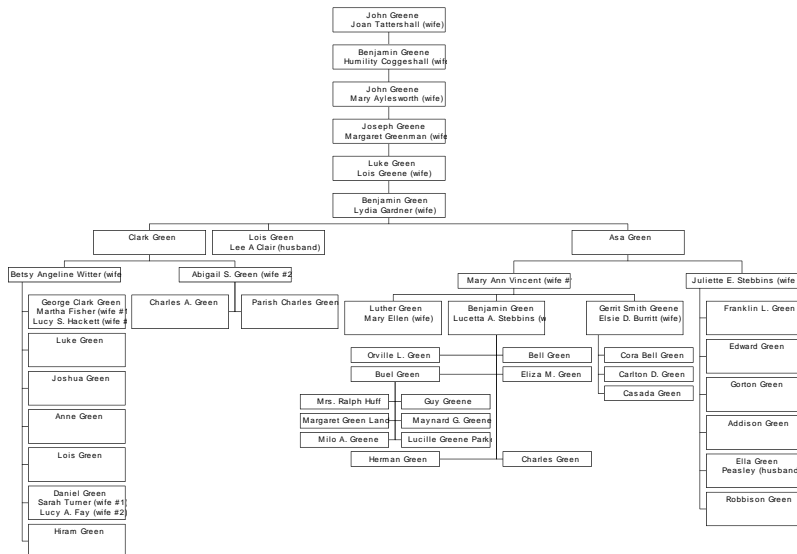 John Greene
Joan Tattershall (wife)
Benjamin Greene
Humility Coggeshall (wife
John Greene
Mary Aylesworth (wife)
Joseph Greene
Margaret Greenman (wife
Luke Green
Lois Greene (wife)
Benjamin Green
Lydia Gardner (wife)
Clark Green
Lois Green
Lee A Clair (husband)
Asa Green
Betsy Angeline Witter (wife
Abigail S. Green (wife #2
Mary Ann Vincent (wife #1
Juliette E. Stebbins (wife
George Clark Green
Martha Fisher (wife #1
Lucy S. Hackett (wife #
Charles A. Green
Parish Charles Green
Luther Green
Mary Ellen (wife)
Benjamin Green
Lucetta A. Stebbins (w
Gerrit Smith Greene
Elsie D. Burritt (wife)
Franklin L. Green
Luke Green
Orville L. Green
Bell Green
Cora Bell Greene
Edward Green
Joshua Green
Buel Green
Eliza M. Green
Carlton D. Green
Gorton Green
Casada Green
Anne Green
Mrs. Ralph Huff
Guy Greene
Margaret Green Land
Maynard G. Greene
Addison Green
Milo A. Greene
Lucille Greene Park
Lois Green
Herman Green
Charles Green
Ella Green
Peasley (husband
Daniel Green
Sarah Turner (wife #1)
Lucy A. Fay (wife #2)
Robbison Green
Hiram Green